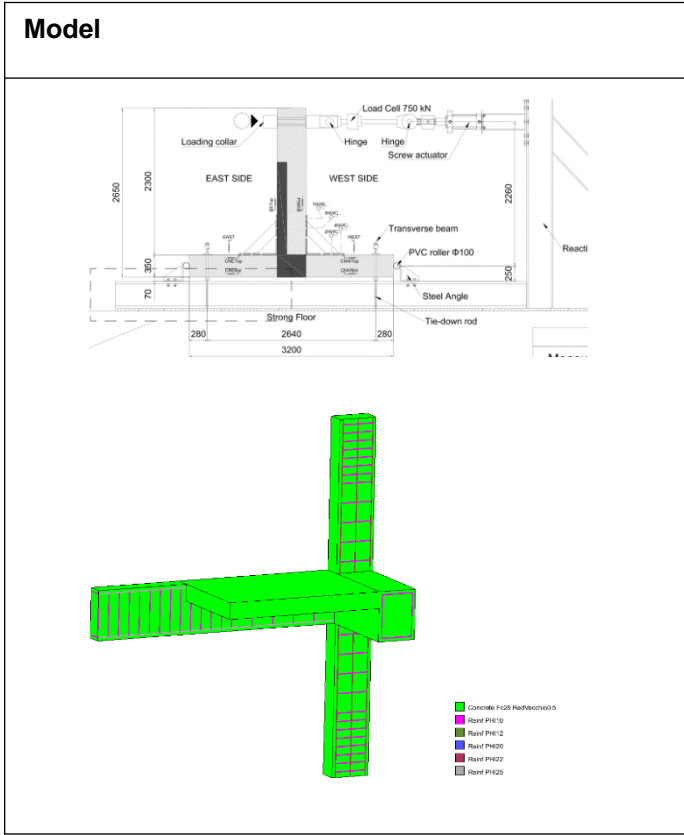 Model
Load Cell 750 kN
Loading collar
Hinge
Hinge
Screw actuator
EAST SIDE
WEST SIDE
2650
2300
2260
EAST
WEST
Transverse beam
PVC roller Φ100
350
250
Steel Angle
70
Strong Floor
Tie-down rod
280
2640
280
3200
Concrete Fc28 RedVecchio0.5
Reinf PHI10
Reinf PHI12
Reinf PHI20
Reinf PHI22
Reinf PHI25